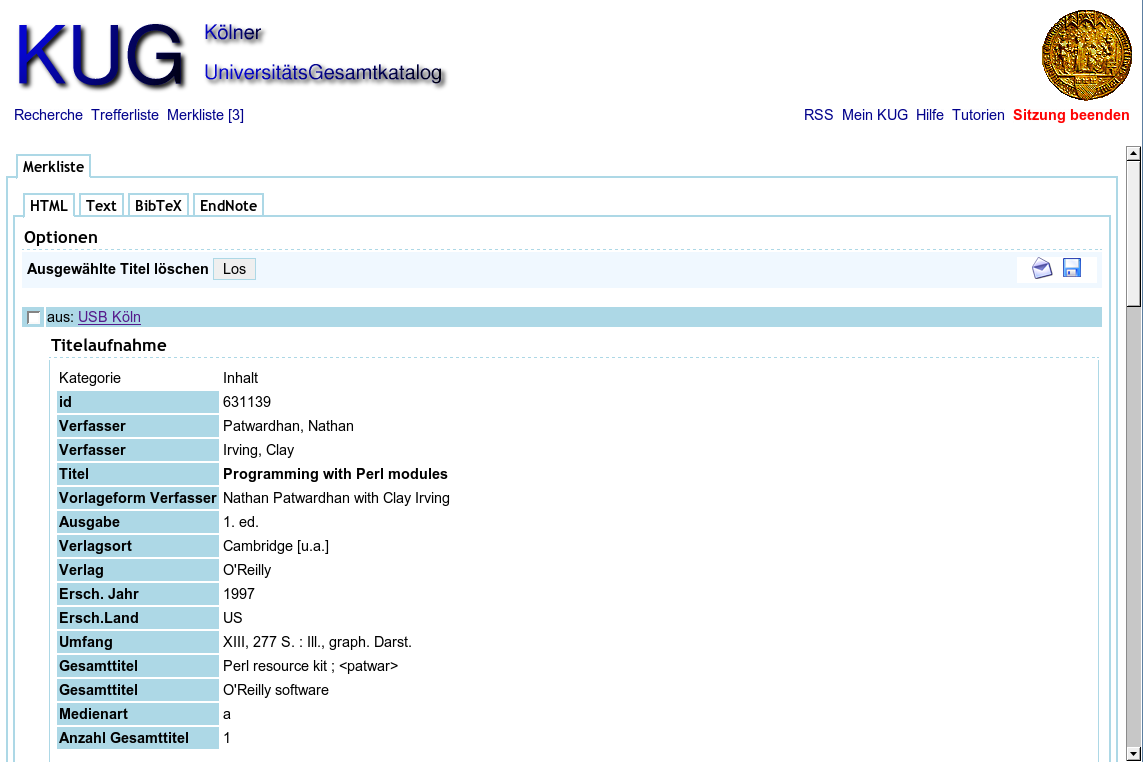 KUG Kölner
UniversitätsGesamtkatalog
Recherche Trefferliste Merkliste [3] RSS Mein KUG Hilfe Tutorien Sitzung beenden
Merkliste
HTML Text BibTeX EndNote
Optionen
Ausgewählte Titel löschen Los
aus: USB Köln
Titelaufnahme
Kategorie Inhalt
id 631139
Verfasser Patwardhan, Nathan
Verfasser Irving, Clay
Titel Programming with Perl modules
Vorlageform Verfasser Nathan Patwardhan with Clay Irving
Ausgabe 1. ed.
Verlagsort Cambridge [u.a.]
Verlag O'Reilly
Ersch. Jahr 1997
Ersch.Land US
Umfang XIII, 277 S. : Ill., graph. Darst.
Gesamttitel Perl resource kit ; <patwar>
Gesamttitel O'Reilly software
Medienart a
Anzahl Gesamttitel 1